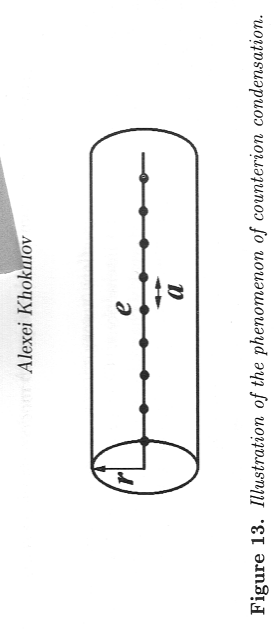 Alexei Khokhlov
r
e
a
Figure 13. Illustration of the phenomenon of counterion condensation.